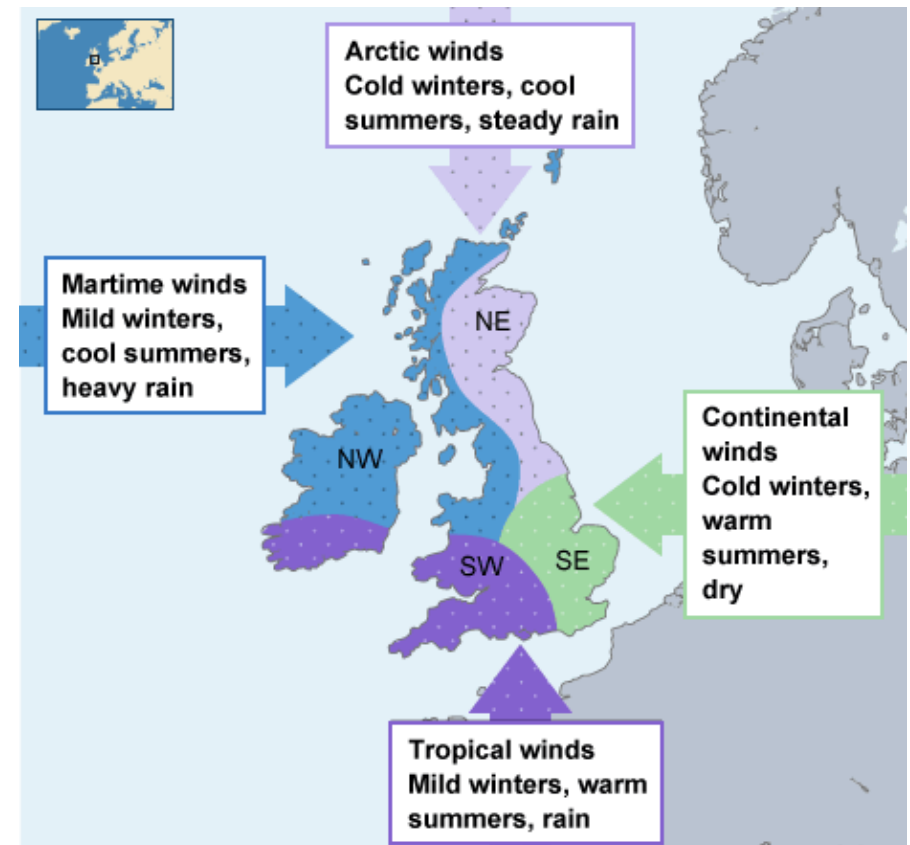 Arctic winds
Cold winters, cool
summers, steady rain
Martime winds
Mild winters,
cool summers,
heavy rain
NE
NW
Continental
winds
Cold winters,
warm
summers,
dry
SW
SE
Tropical winds
Mild winters, warm
summers, rain